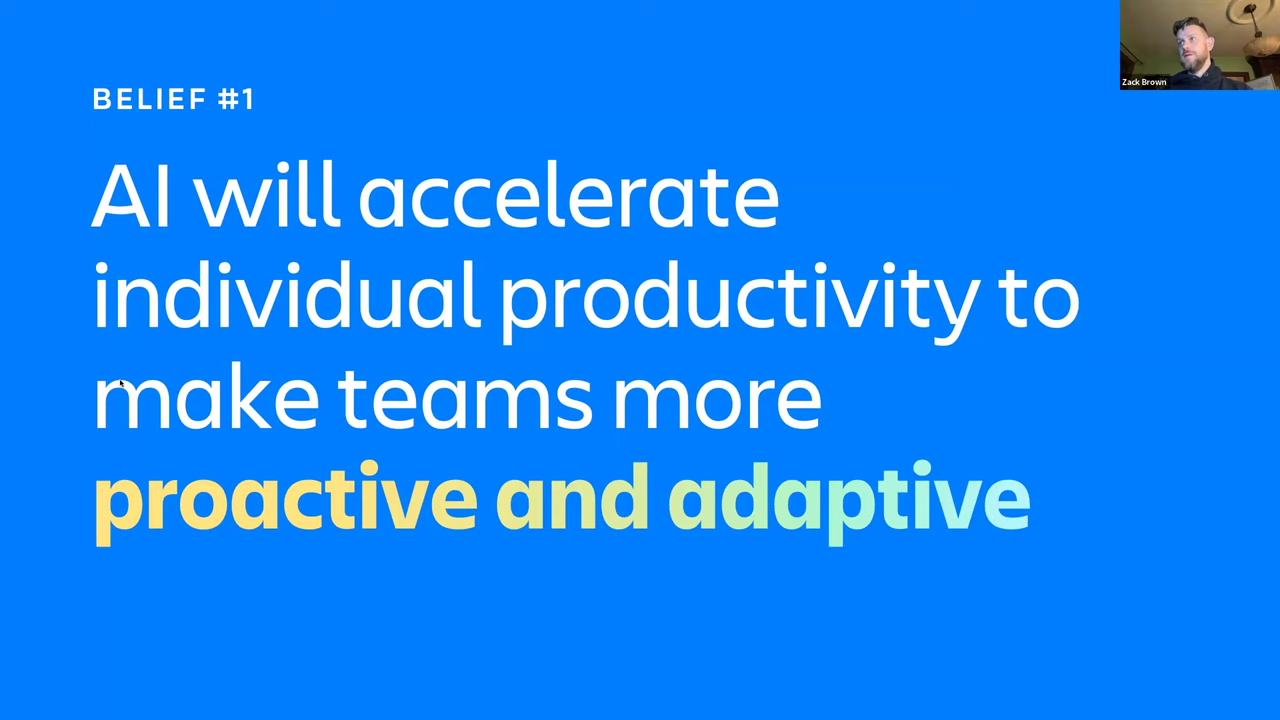 BELIEF #1
AI will accelerate
individual productivity to
make teams more
proactive and adaptive
Zack Brown